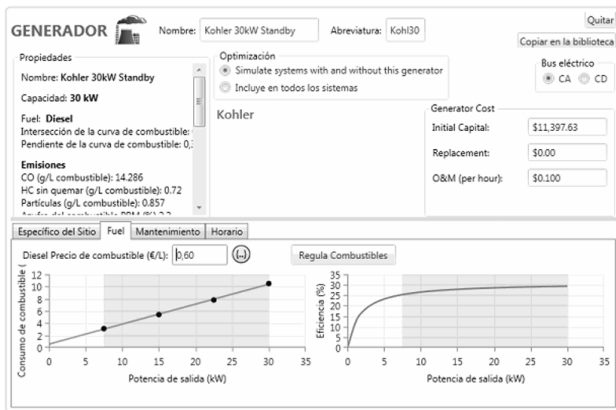 GENERADOR
Nombre: Kohler 30kW Standby
Abreviatura: Kohl30
Quitar
Copiar en la biblioteca
Propiedades
Nombre: Kohler 30kW Standby
Capacidad: 30 kW
Fuel: Diesel
Intersección de la curva de combustible:
Pendiente de la curva de combustible: 0,
Emisiones
CO (g/L combustible): 14.286
HC sin quemar (g/L combustible): 0.72
Partículas (g/L combustible): 0.857
Optimización
Simulate systems with and without this generator
Incluye en todos los sistemas
Bus eléctrico
CA CD
Kohler
Generator Cost
Initial Capital: $11,397.63
Replacement: $0.00
O&M (per hour): $0.100
Específico del Sitio Fuel Mantenimiento Horario
Diesel Precio de combustible (€/L): 0,60 (..)
Regula Combustibles
Consumo de combustible (
12
10
8
6
4
2
0
0 5 10 15 20 25 30 35
Potencia de salida (kW)
Eficiencia (%)
35
30
25
20
15
10
5
0
0 5 10 15 20 25 30 35
Potencia de salida (kW)